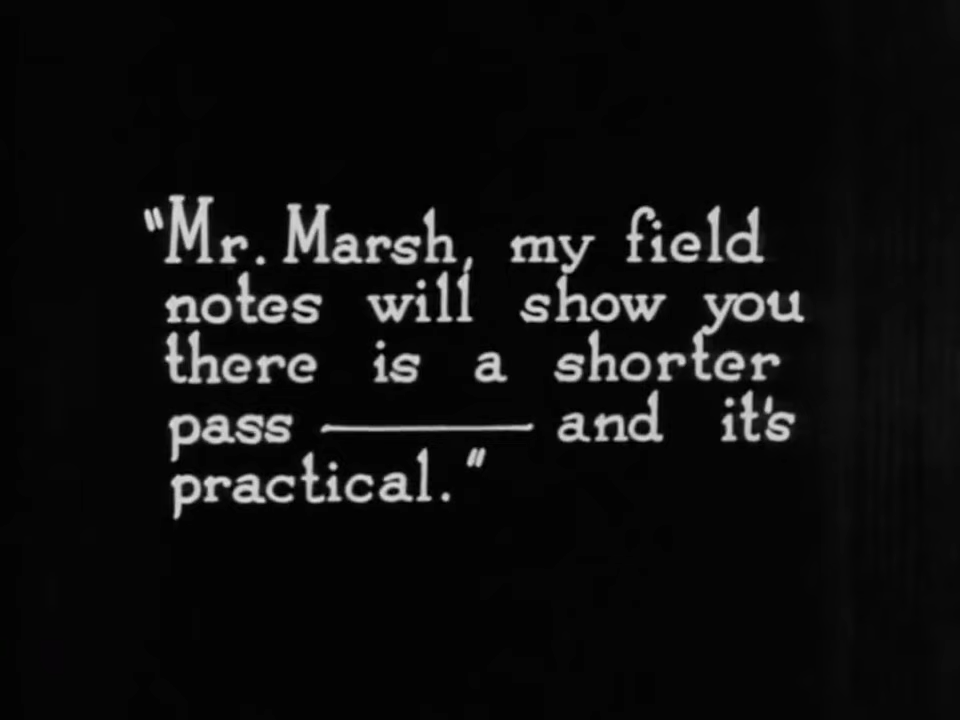 "Mr. Marsh, my field
notes will show you
there is a shorter
pass —— and it's
practical."